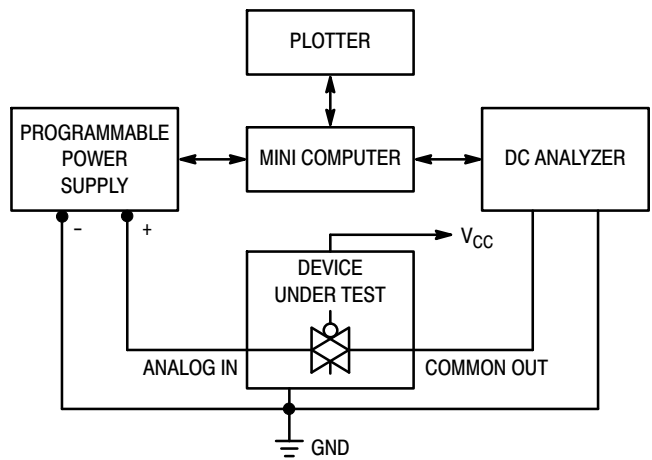 PLOTTER
PROGRAMMABLE
POWER
SUPPLY
MINI COMPUTER
DC ANALYZER
− +
VCC
DEVICE
UNDER TEST
ANALOG IN
COMMON OUT
GND